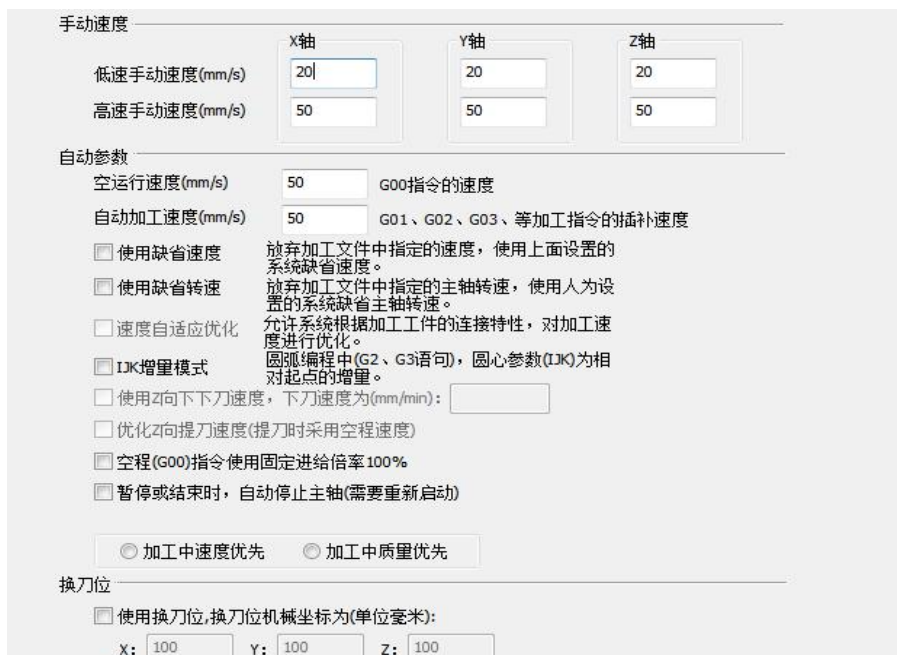 手动速度
X轴 Y轴 Z轴
低速手动速度(mm/s) 20 20 20
高速手动速度(mm/s) 50 50 50
自动参数
空运行速度(mm/s) 50 G00指令的速度
自动加工速度(mm/s) 50 G01、G02、G03、等加工指令的插补速度
使用缺省速度 放弃加工文件中指定的速度，使用上面设置的
系统缺省速度。
使用缺省转速 放弃加工文件中指定的主轴转速，使用人为设
置的系统缺省主轴转速。
速度自适应优化 允许系统根据加工工件的连接特性，对加工速
度进行优化。
IJK增量模式 圆弧编程中(G2、G3语句)，圆心参数(IJK)为相
对起点的增量。
使用Z向下下刀速度，下刀速度为(mm/min)：
优化Z向提刀速度(提刀时采用空程速度)
空程(G00)指令使用固定进给倍率100%
暂停或结束时，自动停止主轴(需要重新启动)
加工中速度优先 加工中质量优先
换刀位
使用换刀位,换刀位机械坐标为(单位毫米):
X: 100 Y: 100 Z: 100